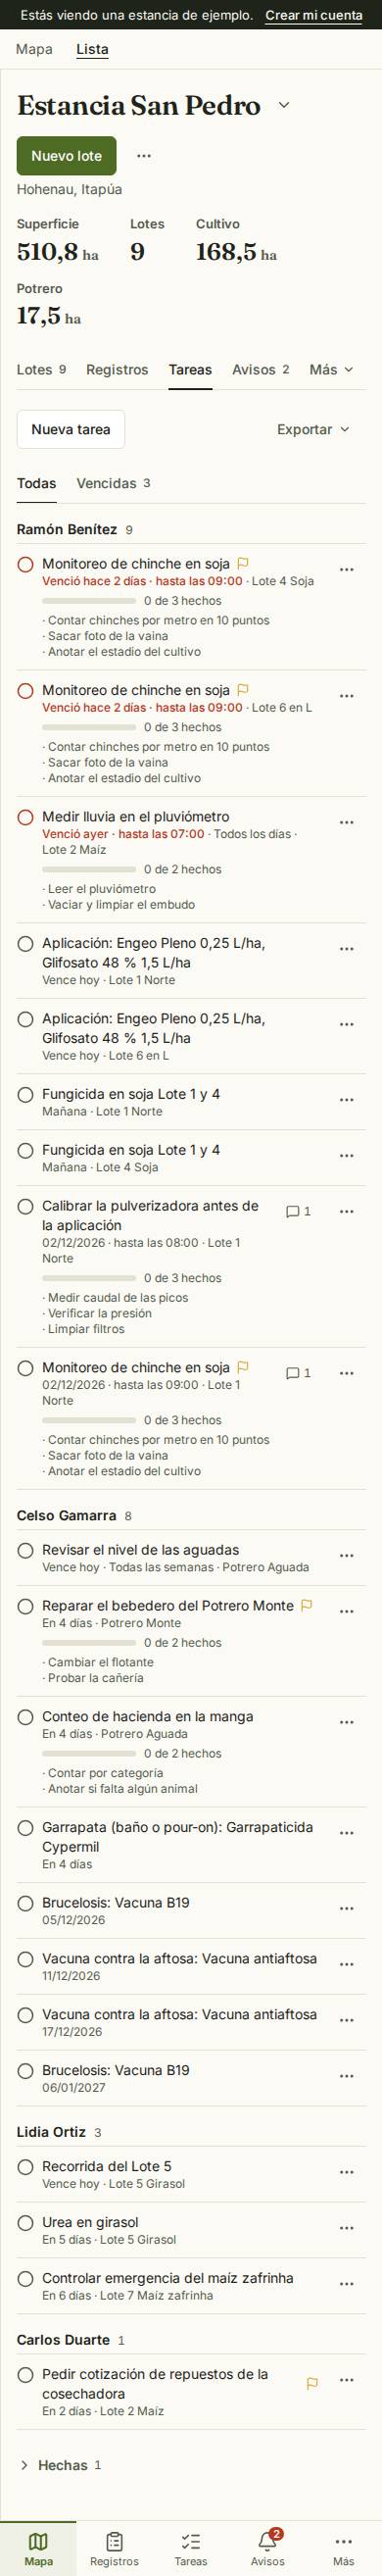 Estás viendo una estancia de ejemplo. Crear mi cuenta
Mapa Lista
Estancia San Pedro
Nuevo lote
Hohenau, Itapúa
Superficie Lotes Cultivo
510,8 ha 9 168,5 ha
Potrero
17,5 ha
Lotes 9 Registros Tareas Avisos 2 Más
Nueva tarea Exportar
Todas Vencidas 3
Ramón Benítez 9
Monitoreo de chinche en soja
Venció hace 2 días · hasta las 09:00 · Lote 4 Soja
0 de 3 hechos
· Contar chinches por metro en 10 puntos
· Sacar foto de la vaina
· Anotar el estadio del cultivo
Monitoreo de chinche en soja
Venció hace 2 días · hasta las 09:00 · Lote 6 en L
0 de 3 hechos
· Contar chinches por metro en 10 puntos
· Sacar foto de la vaina
· Anotar el estadio del cultivo
Medir lluvia en el pluviómetro
Venció ayer · hasta las 07:00 · Todos los días ·
Lote 2 Maíz
0 de 2 hechos
· Leer el pluviómetro
· Vaciar y limpiar el embudo
Aplicación: Engeo Pleno 0,25 L/ha,
Glifosato 48 % 1,5 L/ha
Vence hoy · Lote 1 Norte
Aplicación: Engeo Pleno 0,25 L/ha,
Glifosato 48 % 1,5 L/ha
Vence hoy · Lote 6 en L
Fungicida en soja Lote 1 y 4
Mañana · Lote 1 Norte
Fungicida en soja Lote 1 y 4
Mañana · Lote 4 Soja
Calibrar la pulverizadora antes de
la aplicación
1
02/12/2026 · hasta las 08:00 · Lote 1
Norte
0 de 3 hechos
· Medir caudal de las picos
· Verificar la presión
· Limpiar filtros
Monitoreo de chinche en soja
1
02/12/2026 · hasta las 09:00 · Lote 1
Norte
0 de 3 hechos
· Contar chinches por metro en 10 puntos
· Sacar foto de la vaina
· Anotar el estadio del cultivo
Celso Gamarra 8
Revisar el nivel de las aguadas
Vence hoy · Todas las semanas · Potrero Aguada
Reparar el bebedero del Potrero Monte
En 4 días · Potrero Monte
0 de 2 hechos
· Cambiar el flotante
· Probar la cañería
Conteo de hacienda en la manga
En 4 días · Potrero Aguada
0 de 2 hechos
· Contar por categoría
· Anotar si falta algún animal
Garrapata (baño o pour-on): Garrapaticida
Cypermil
En 4 días
Brucelosis: Vacuna B19
05/12/2026
Vacuna contra la aftosa: Vacuna antiaftosa
11/12/2026
Vacuna contra la aftosa: Vacuna antiaftosa
17/12/2026
Brucelosis: Vacuna B19
06/01/2027
Lidia Ortiz 3
Recorrida del Lote 5
Vence hoy · Lote 5 Girasol
Urea en girasol
En 5 días · Lote 5 Girasol
Controlar emergencia del maíz zafrinha
En 6 días · Lote 7 Maíz zafrinha
Carlos Duarte 1
Pedir cotización de repuestos de la
cosechadora
En 2 días · Lote 2 Maíz
Hechas 1
2
Mapa Registros Tareas Avisos Más